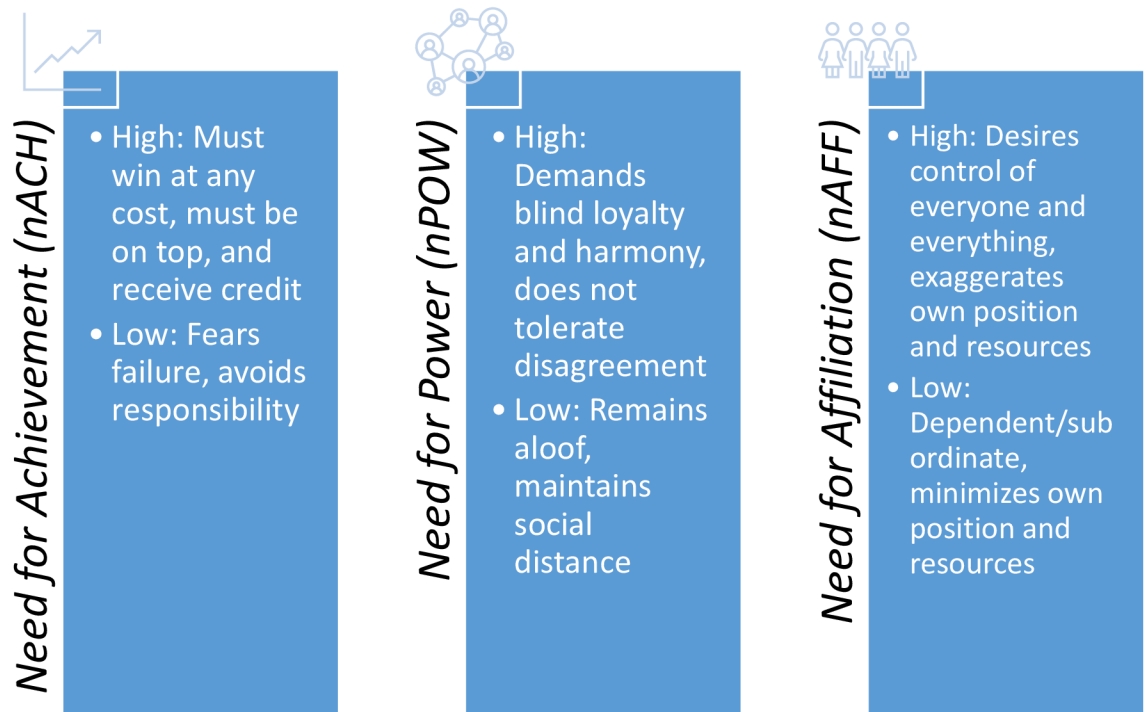 Need for Achievement (nACH)
• High: Must
win at any
cost, must be
on top, and
receive credit
• Low: Fears
failure, avoids
responsibility
Need for Power (nPOW)
• High:
Demands
blind loyalty
and harmony,
does not
tolerate
disagreement
• Low: Remains
aloof,
maintains
social
distance
Need for Affiliation (nAFF)
• High: Desires
control of
everyone and
everything,
exaggerates
own position
and resources
• Low:
Dependent/sub
ordinate,
minimizes own
position and
resources